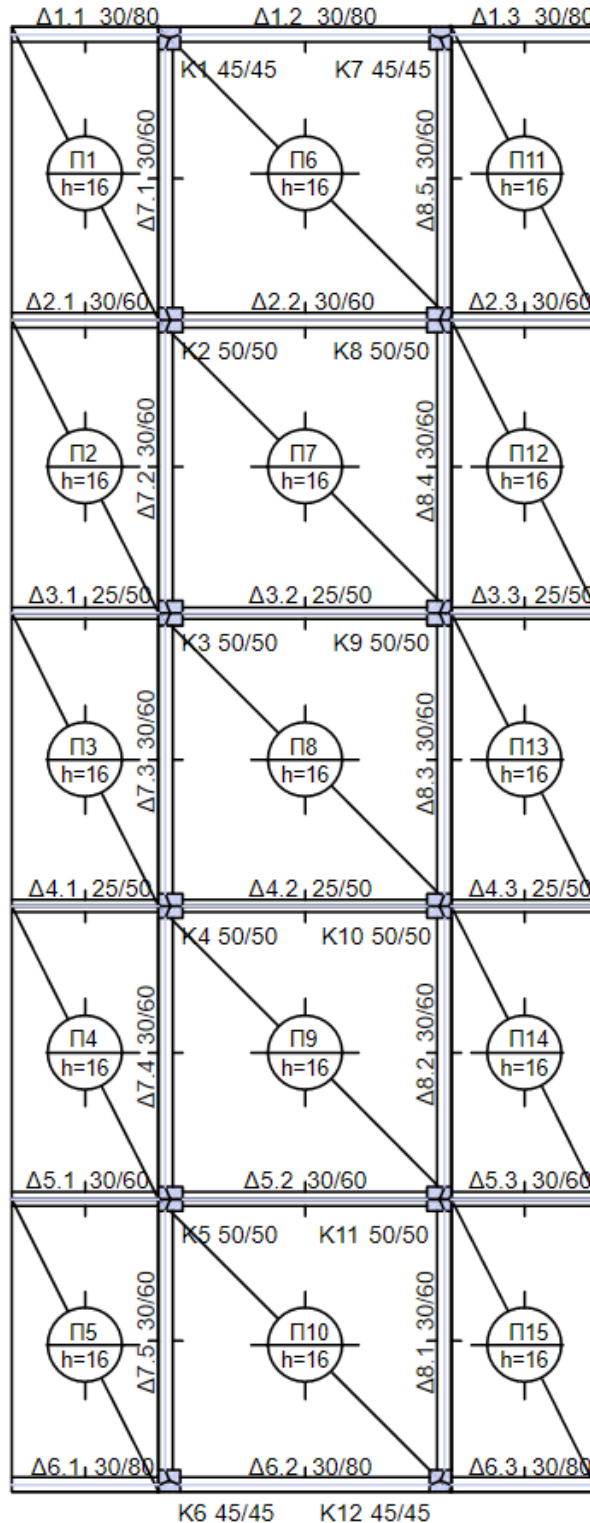 Δ1.1 30/80 Δ1.2 30/80 Δ1.3 30/80
K1 45/45 K7 45/45
Π1 Δ7.1 30/60 Π6 Δ8.5 30/60 Π11
h=16 h=16 h=16
Δ2.1 30/60 Δ2.2 30/60 Δ2.3 30/60
K2 50/50 K8 50/50
Π2 Δ7.2 30/60 Π7 Δ8.4 30/60 Π12
h=16 h=16 h=16
Δ3.1 25/50 Δ3.2 25/50 Δ3.3 25/50
K3 50/50 K9 50/50
Π3 Δ7.3 30/60 Π8 Δ8.3 30/60 Π13
h=16 h=16 h=16
Δ4.1 25/50 Δ4.2 25/50 Δ4.3 25/50
K4 50/50 K10 50/50
Π4 Δ7.4 30/60 Π9 Δ8.2 30/60 Π14
h=16 h=16 h=16
Δ5.1 30/60 Δ5.2 30/60 Δ5.3 30/60
K5 50/50 K11 50/50
Π5 Δ7.5 30/60 Π10 Δ8.1 30/60 Π15
h=16 h=16 h=16
Δ6.1 30/80 Δ6.2 30/80 Δ6.3 30/80
K6 45/45 K12 45/45